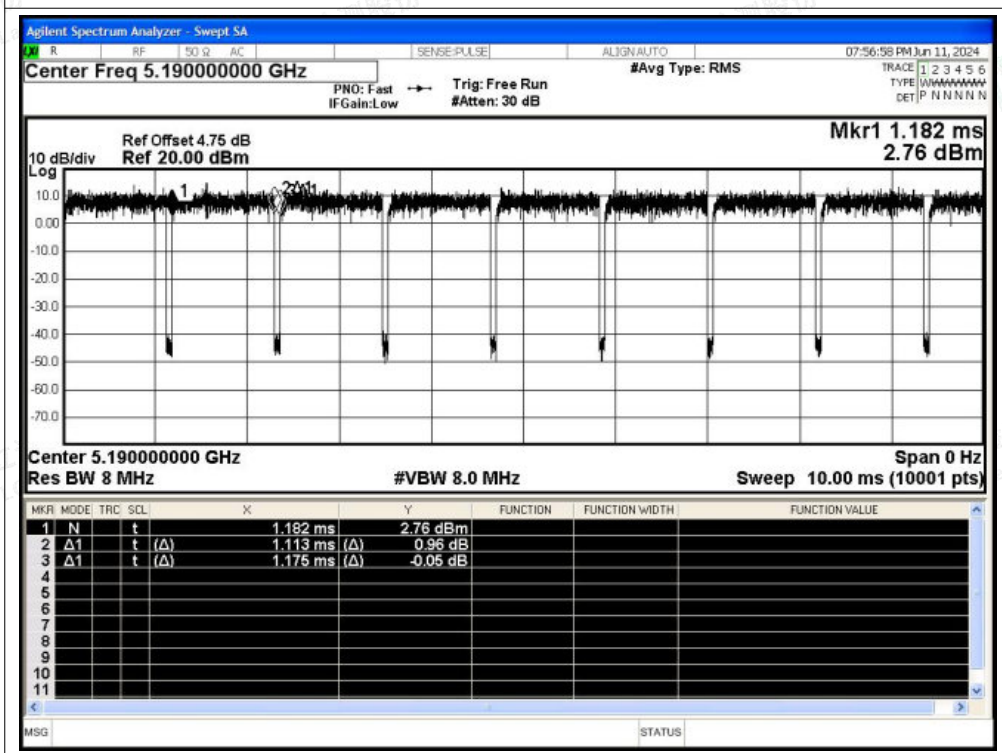 Agilent Spectrum Analyzer - Swept SA
R RF 50 Ω AC SENSE:PULSE ALIGN AUTO 07:56:58 PM Jun 11, 2024
Center Freq 5.190000000 GHz
#Avg Type: RMS
TRACE 1 2 3 4 5 6
PNO: Fast Trig: Free Run
TYPE WWWWWW
IFGain:Low #Atten: 30 dB
DET P N N N N N
Mkr1 1.182 ms
Ref Offset 4.75 dB
10 dB/div Ref 20.00 dBm 2.76 dBm
Log
1 2Δ1
10.0
0.00
-10.0
-20.0
-30.0
-40.0
-50.0
-60.0
-70.0
Center 5.190000000 GHz Span 0 Hz
Res BW 8 MHz #VBW 8.0 MHz Sweep 10.00 ms (10001 pts)
MKR MODE TRC SCL X Y FUNCTION FUNCTION WIDTH FUNCTION VALUE
1 N t 1.182 ms 2.76 dBm
2 Δ1 t (Δ) 1.113 ms (Δ) 0.96 dB
3 Δ1 t (Δ) 1.175 ms (Δ) -0.05 dB
4
5
6
7
8
9
10
11
MSG STATUS